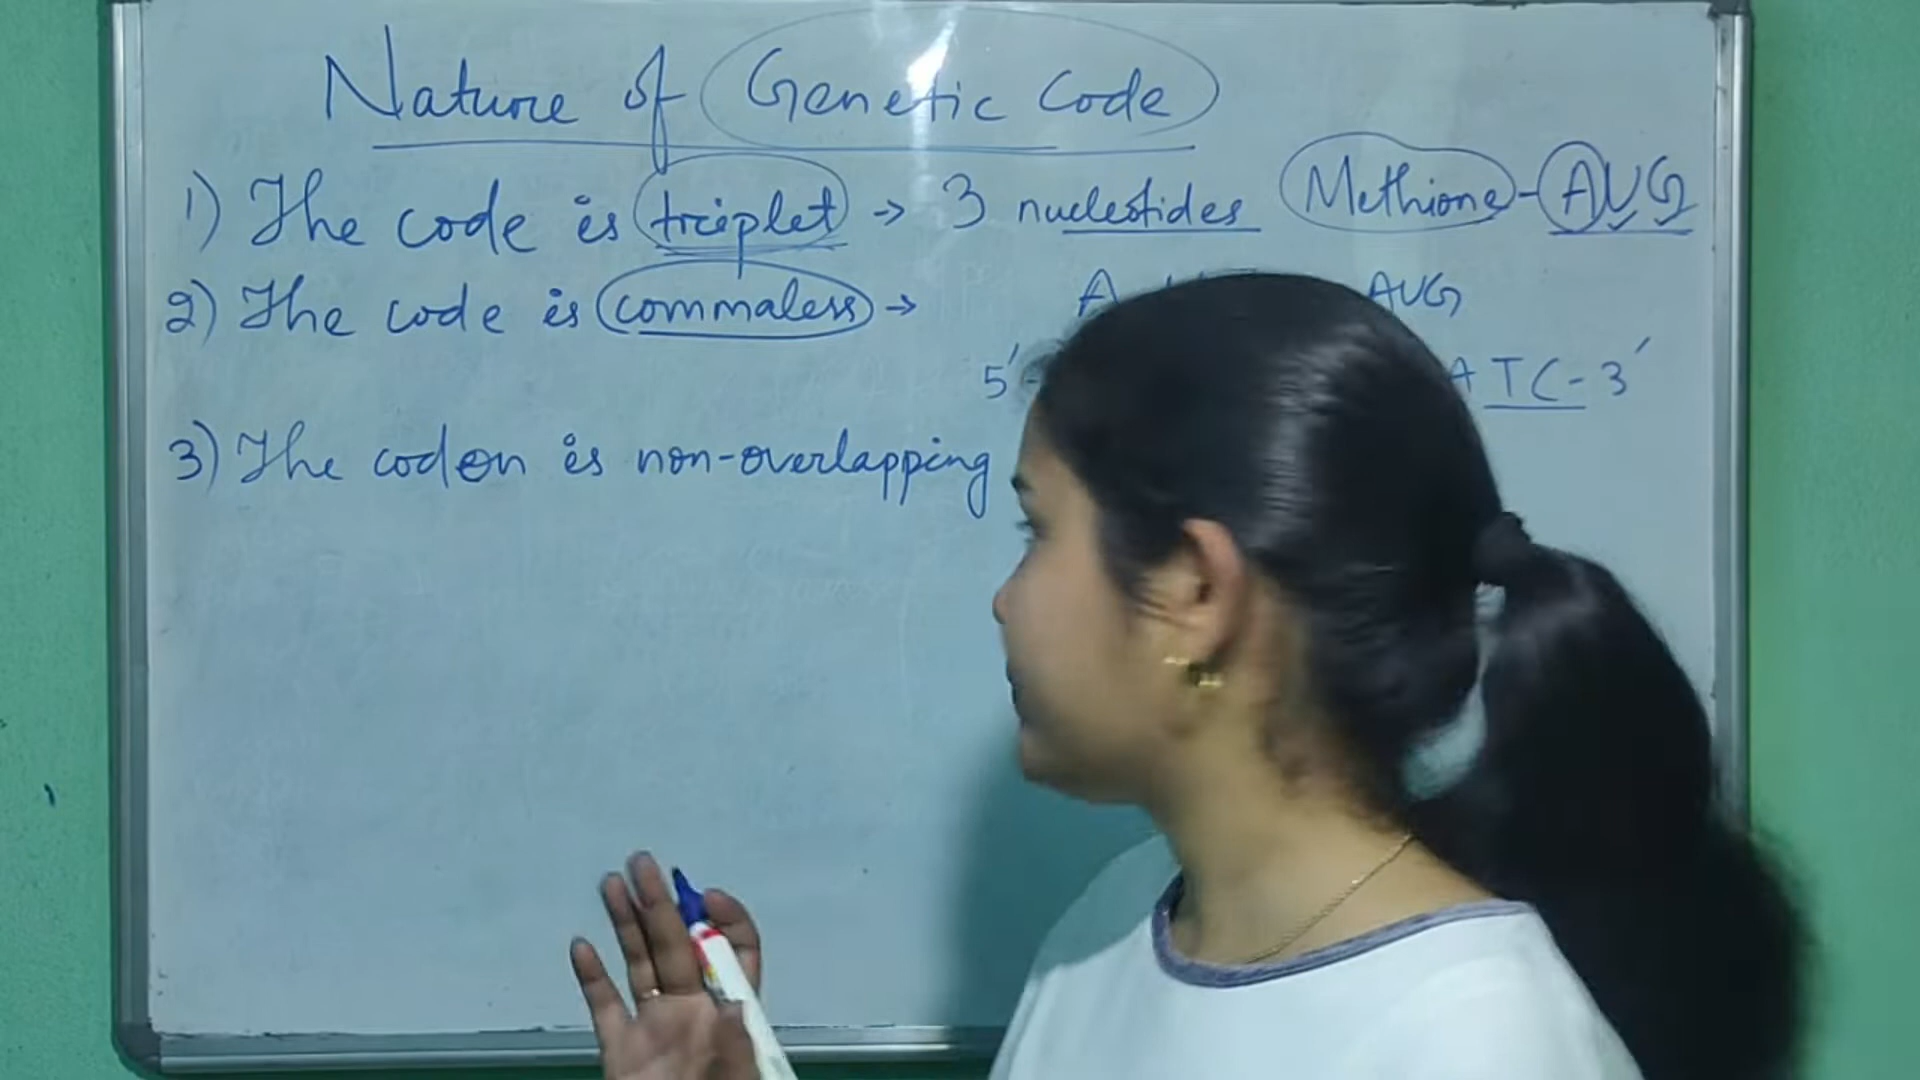 Nature of Genetic Code
1) The code is triplet → 3 nucleotides Methione - AUG
2) The code is commaless → A AUG
5'- ATC - 3'
3) The codon is non-overlapping